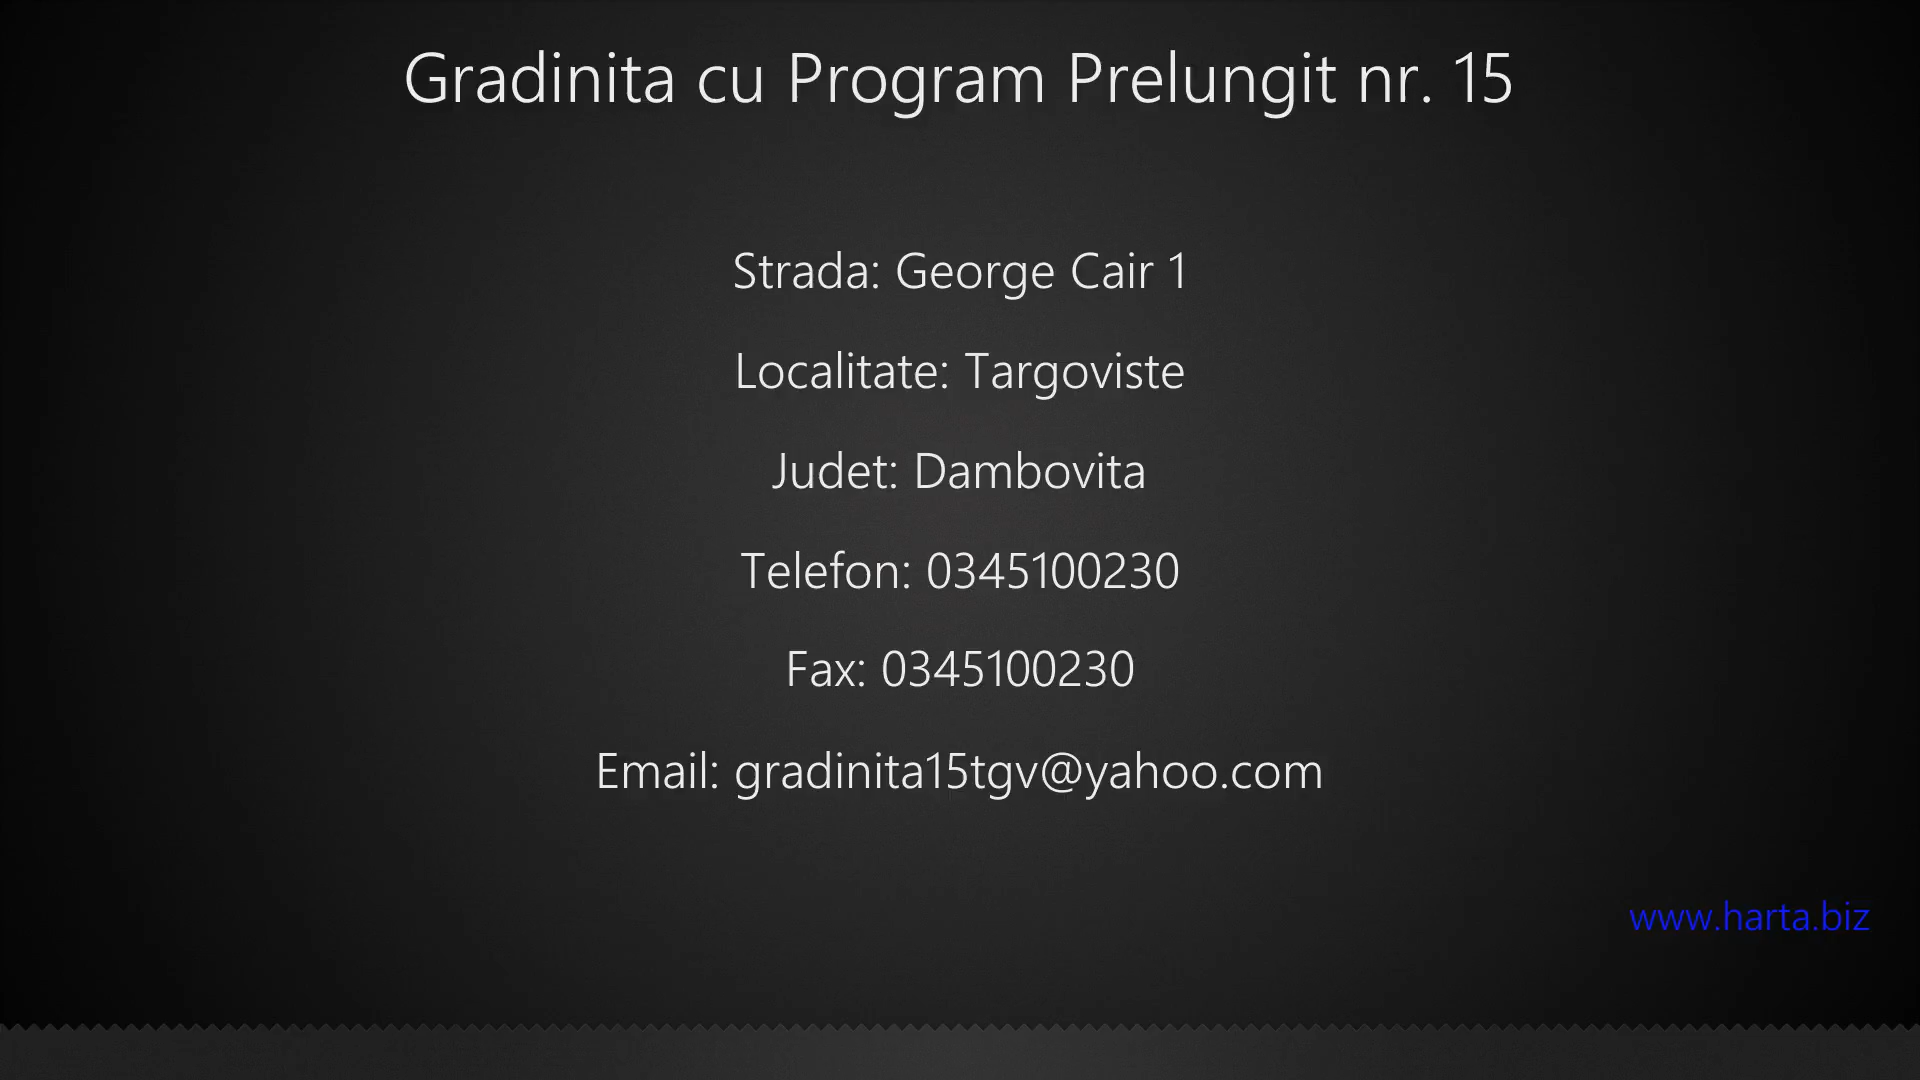 Gradinita cu Program Prelungit nr. 15
Strada: George Cair 1
Localitate: Targoviste
Judet: Dambovita
Telefon: 0345100230
Fax: 0345100230
Email: gradinita15tgv@yahoo.com
www.harta.biz